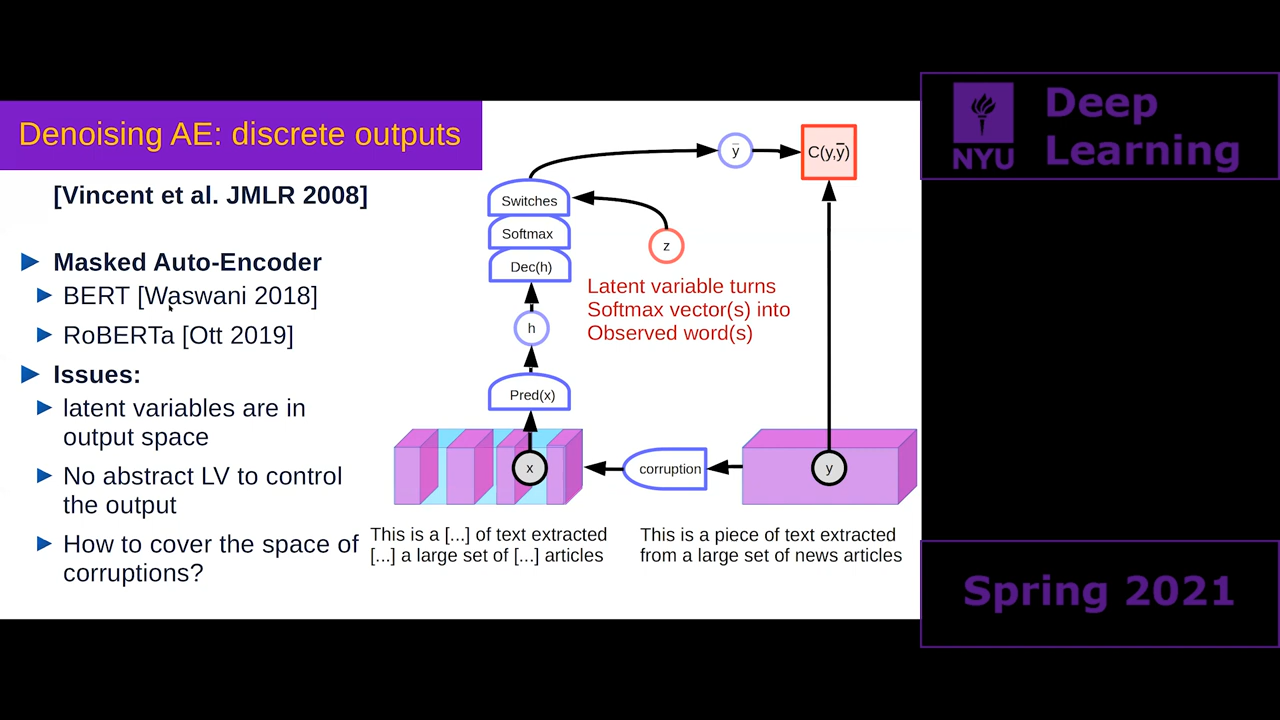 Denoising AE: discrete outputs
[Vincent et al. JMLR 2008]
▶ Masked Auto-Encoder
▶ BERT [Waswani 2018]
▶ RoBERTa [Ott 2019]
▶ Issues:
▶ latent variables are in
output space
▶ No abstract LV to control
the output
▶ How to cover the space of
corruptions?
y̅
C(y,y̅)
Switches
Softmax
Dec(h)
z
Latent variable turns
Softmax vector(s) into
Observed word(s)
h
Pred(x)
x
corruption
y
This is a [...] of text extracted
[...] a large set of [...] articles
This is a piece of text extracted
from a large set of news articles
NYU
Deep
Learning
Spring 2021